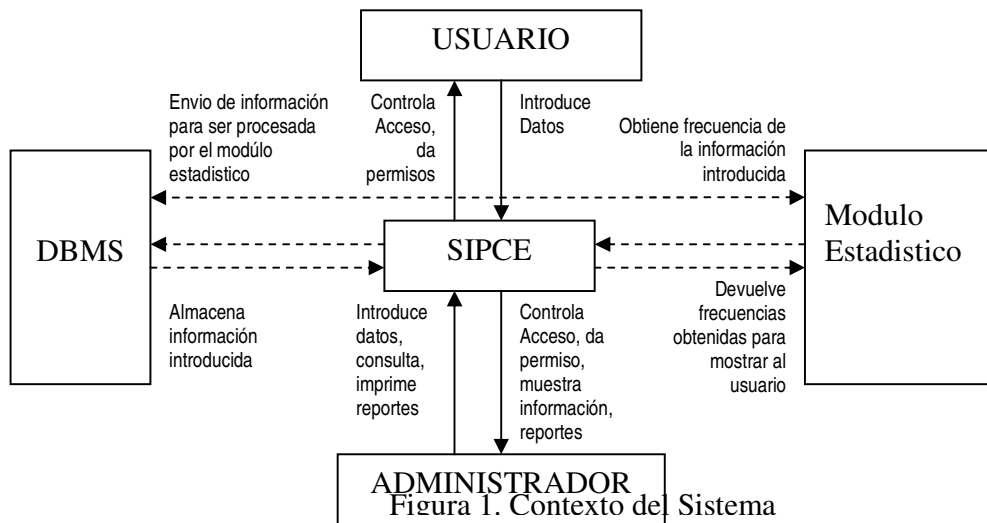 USUARIO
Envio de información
para ser procesada
por el modúlo
estadistico
Controla
Acceso,
da
permisos
Introduce
Datos
Obtiene frecuencia de
la información
introducida
DBMS
SIPCE
Modulo
Estadistico
Almacena
información
introducida
Introduce
datos,
consulta,
imprime
reportes
Controla
Acceso, da
permiso,
muestra
información,
reportes
Devuelve
frecuencias
obtenidas para
mostrar al
usuario
ADMINISTRADOR
Figura 1. Contexto del Sistema